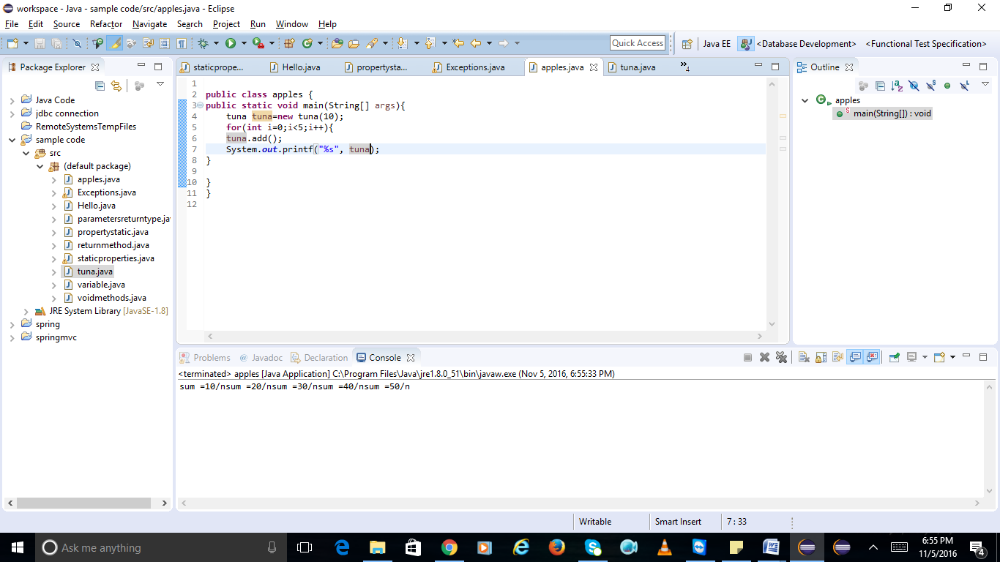 workspace - Java - sample code/src/apples.java - Eclipse
File Edit Source Refactor Navigate Search Project Run Window Help
Quick Access Java EE <Database Development> <Functional Test Specification>
Package Explorer
Java Code
jdbc connection
RemoteSystemsTempFiles
sample code
src
(default package)
apples.java
Exceptions.java
Hello.java
parametersreturntype.ja
propertystatic.java
returnmethod.java
staticproperties.java
tuna.java
variable.java
voidmethods.java
JRE System Library [JavaSE-1.8]
spring
springmvc
staticprope... Hello.java propertysta... Exceptions.java apples.java tuna.java »4
1
2 public class apples {
3 public static void main(String[] args){
4 tuna tuna=new tuna(10);
5 for(int i=0;i<5;i++){
6 tuna.add();
7 System.out.printf("%s", tuna);
8 }
9
10 }
11 }
12
Outline
apples
main(String[]) : void
Problems @ Javadoc Declaration Console
<terminated> apples [Java Application] C:\Program Files\Java\jre1.8.0_51\bin\javaw.exe (Nov 5, 2016, 6:55:33 PM)
sum =10/nsum =20/nsum =30/nsum =40/nsum =50/n
Writable Smart Insert 7 : 33
Ask me anything
6:55 PM
11/5/2016
4